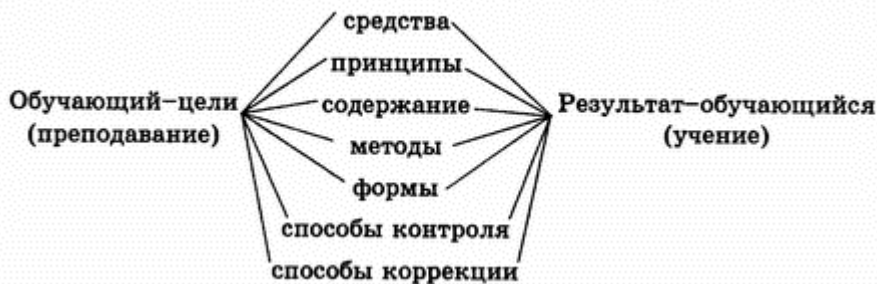 средства
принципы
Обучающий–цели
(преподавание)
содержание
методы
формы
способы контроля
способы коррекции
Результат–обучающийся
(учение)